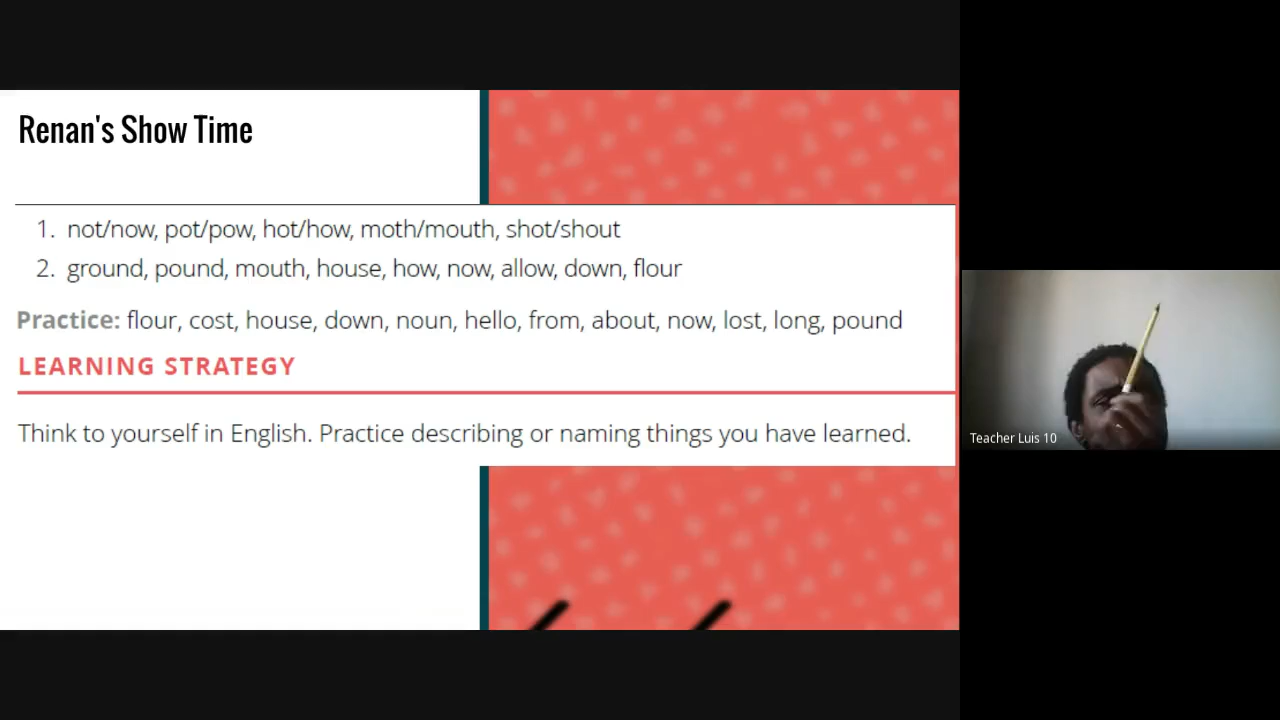 Renan's Show Time
1. not/now, pot/pow, hot/how, moth/mouth, shot/shout
2. ground, pound, mouth, house, how, now, allow, down, flour
Practice: flour, cost, house, down, noun, hello, from, about, now, lost, long, pound
LEARNING STRATEGY
Think to yourself in English. Practice describing or naming things you have learned.
Teacher Luis 10